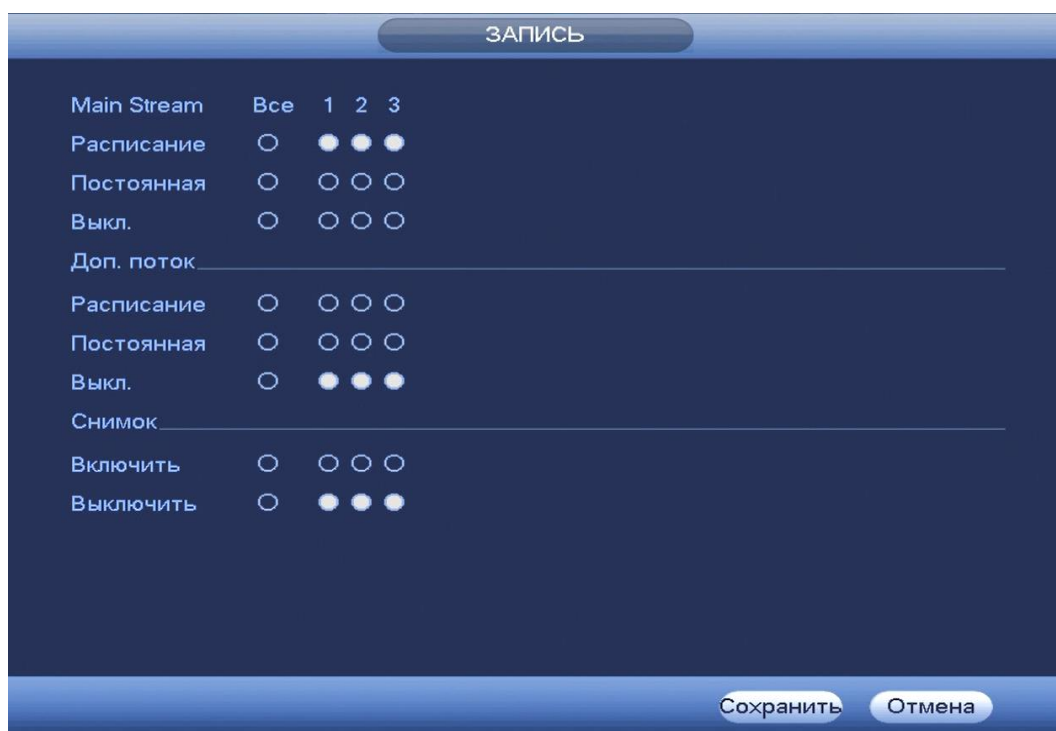 ЗАПИСЬ
Main Stream Все 1 2 3
Расписание
Постоянная
Выкл.
Доп. поток
Расписание
Постоянная
Выкл.
Снимок
Включить
Выключить
Сохранить Отмена